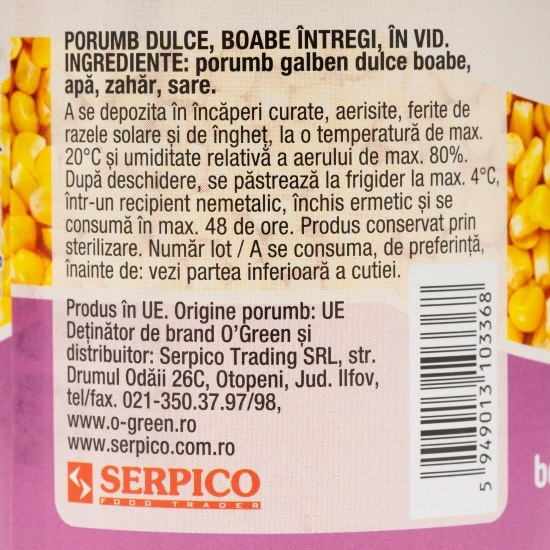 PORUMB DULCE, BOABE ÎNTREGI, ÎN VID.
INGREDIENTE: porumb galben dulce boabe,
apă, zahăr, sare.
A se depozita în încăperi curate, aerisite, ferite de
razele solare și de îngheț, la o temperatură de max.
20°C și umiditate relativă a aerului de max. 80%.
După deschidere, se păstrează la frigider la max. 4°C,
într-un recipient nemetalic, închis ermetic și se
consumă în max. 48 de ore. Produs conservat prin
sterilizare. Număr lot / A se consuma, de preferință,
înainte de: vezi partea inferioară a cutiei.
Produs în UE. Origine porumb: UE
Deținător de brand O'Green și
distribuitor: Serpico Trading SRL, str.
Drumul Odăii 26C, Otopeni, Jud. Ilfov,
tel/fax. 021-350.37.97/98,
www.o-green.ro
www.serpico.com.ro
SERPICO
FOOD TRADER
5 949013 103368